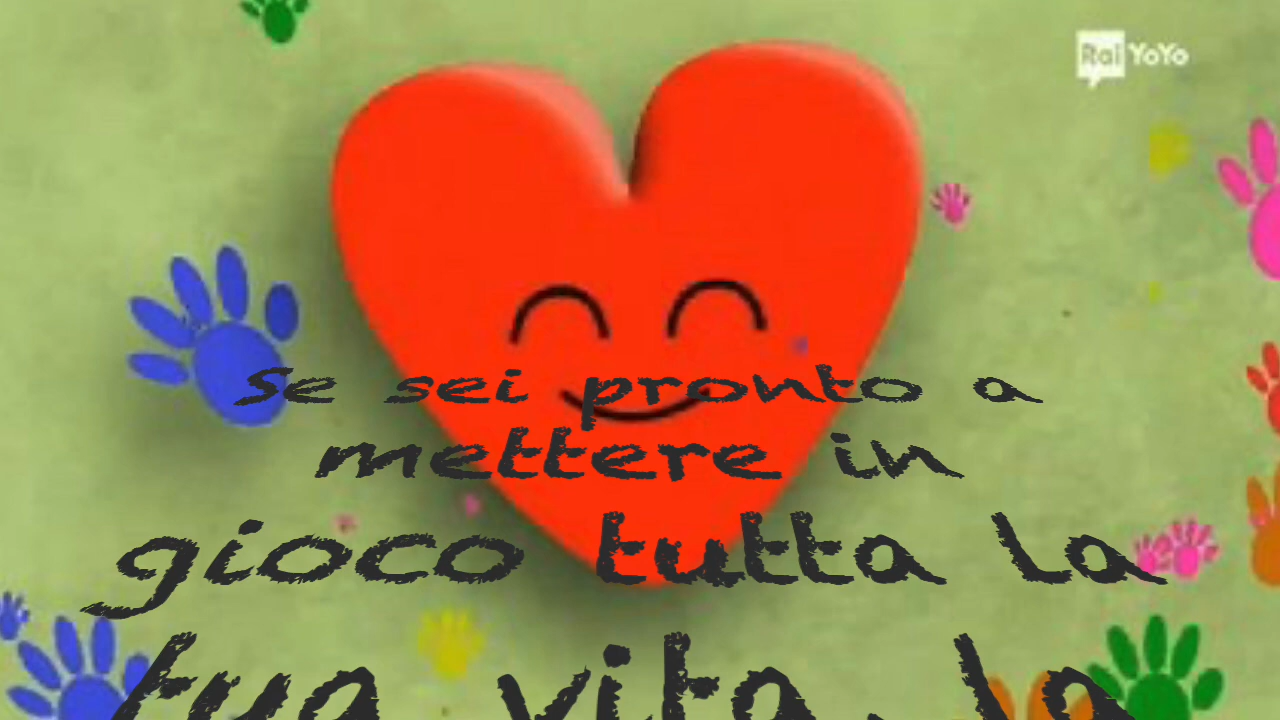 Rai YoYo
se sei pronto a
mettere in
gioco tutta la
tua vita, la